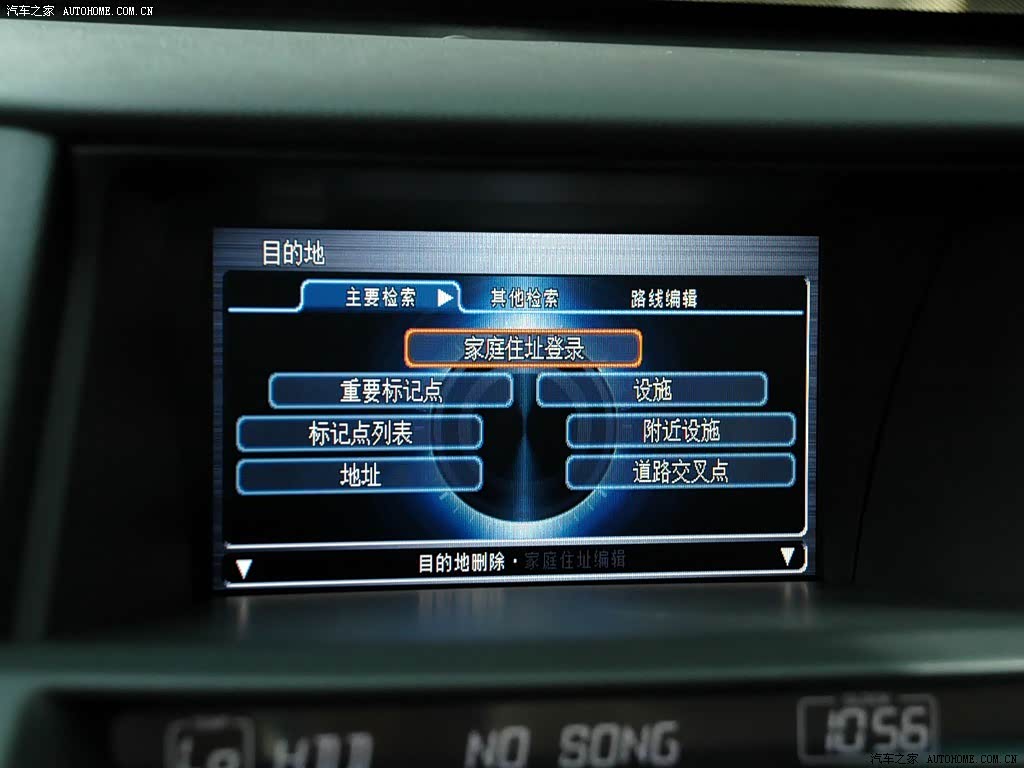 汽车之家 AUTOHOME.COM.CN
目的地
主要检索 其他检索 路线编辑
家庭住址登录
重要标记点 设施
标记点列表 附近设施
地址 道路交叉点
目的地删除·家庭住址编辑
HDD NO SONG 10:56
汽车之家 AUTOHOME.COM.CN